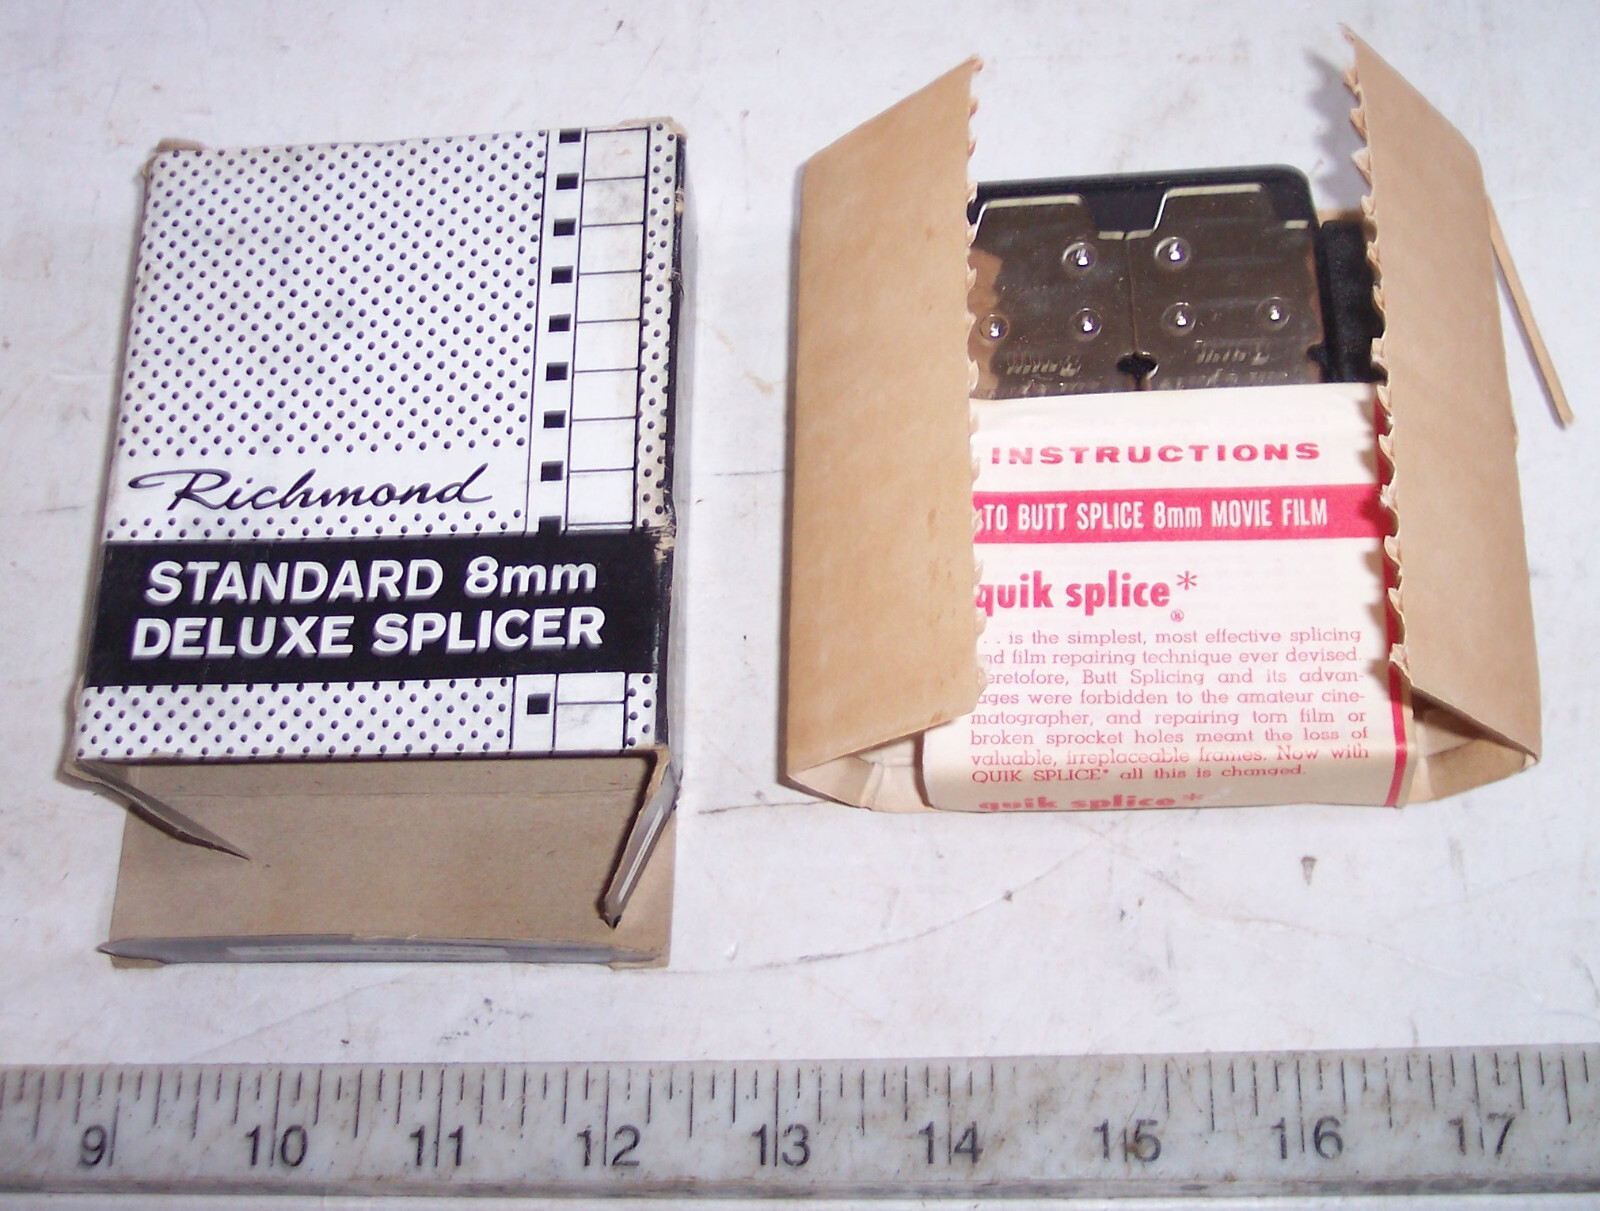 Richmond
STANDARD 8mm
DELUXE SPLICER
INSTRUCTIONS
TO BUTT SPLICE 8mm MOVIE FILM
quik splice*
®
. . is the simplest, most effective splicing
nd film repairing technique ever devised.
eretofore, Butt Splicing and its advan-
ages were forbidden to the amateur cine-
matographer, and repairing torn film or
broken sprocket holes meant the loss of
valuable, irreplaceable frames. Now with
QUIK SPLICE* all this is changed.
quik splice*
9 10 11 12 13 14 15 16 17